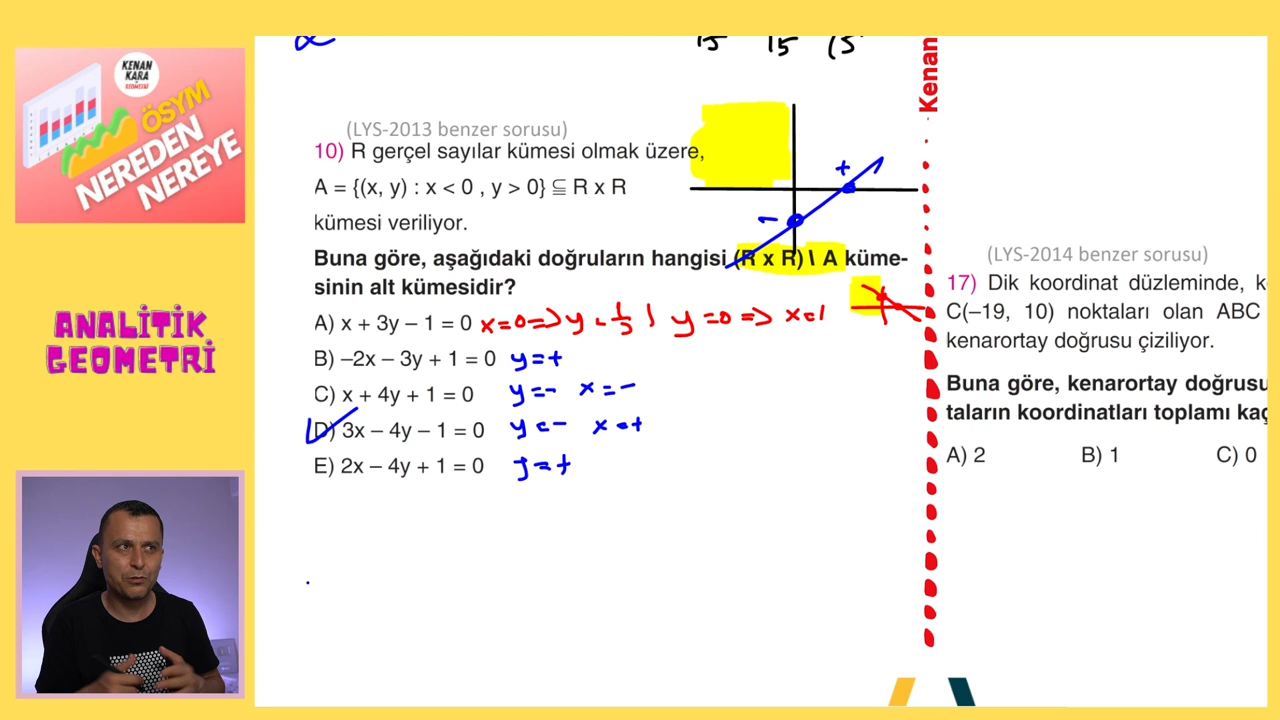 15 15 15
KENAN
KARA
GEOMETRİ
ÖSYM
NEREDEN
NEREYE
ANALİTİK
GEOMETRİ
(LYS-2013 benzer sorusu)
10) R gerçel sayılar kümesi olmak üzere,
A = {(x, y) : x < 0 , y > 0} ⊆ R x R
kümesi veriliyor.
Buna göre, aşağıdaki doğruların hangisi (R x R) \ A küme-
sinin alt kümesidir?
A) x + 3y – 1 = 0 x=0 => y = 1/3 y=0 => x=1
B) –2x – 3y + 1 = 0 y=+
C) x + 4y + 1 = 0 y=- x=-
D) 3x – 4y – 1 = 0 y=- x=+
E) 2x – 4y + 1 = 0 y=+
+
-
Kenan
(LYS-2014 benzer sorusu)
17) Dik koordinat düzleminde,
C(–19, 10) noktaları olan ABC
kenarortay doğrusu çiziliyor.
Buna göre, kenarortay doğrusu
taların koordinatları toplamı
A) 2 B) 1 C) 0